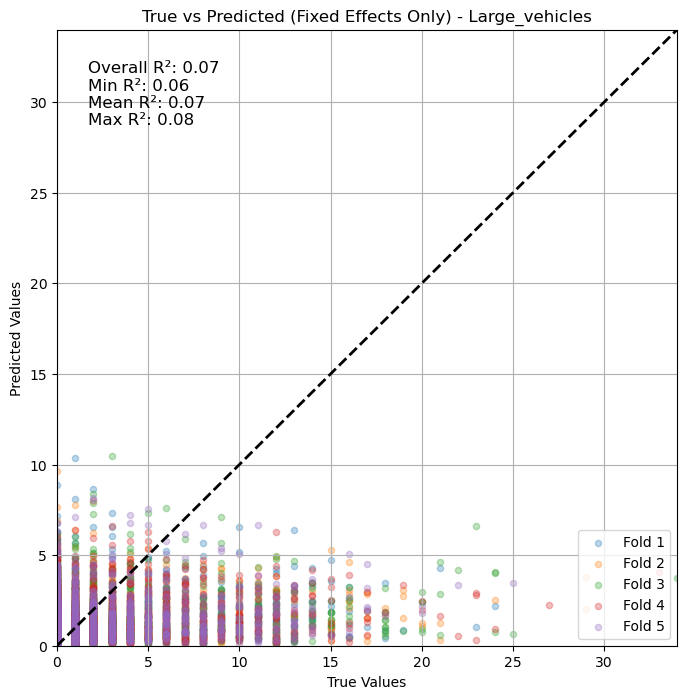 True vs Predicted (Fixed Effects Only) - Large_vehicles
Overall R²: 0.07
Min R²: 0.06
Mean R²: 0.07
Max R²: 0.08
30
25
20
15
10
5
0
Predicted Values
Fold 1
Fold 2
Fold 3
Fold 4
Fold 5
0 5 10 15 20 25 30
True Values